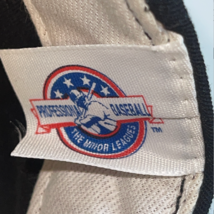 PROFESSIONAL BASEBALL
THE MINOR LEAGUES
TM